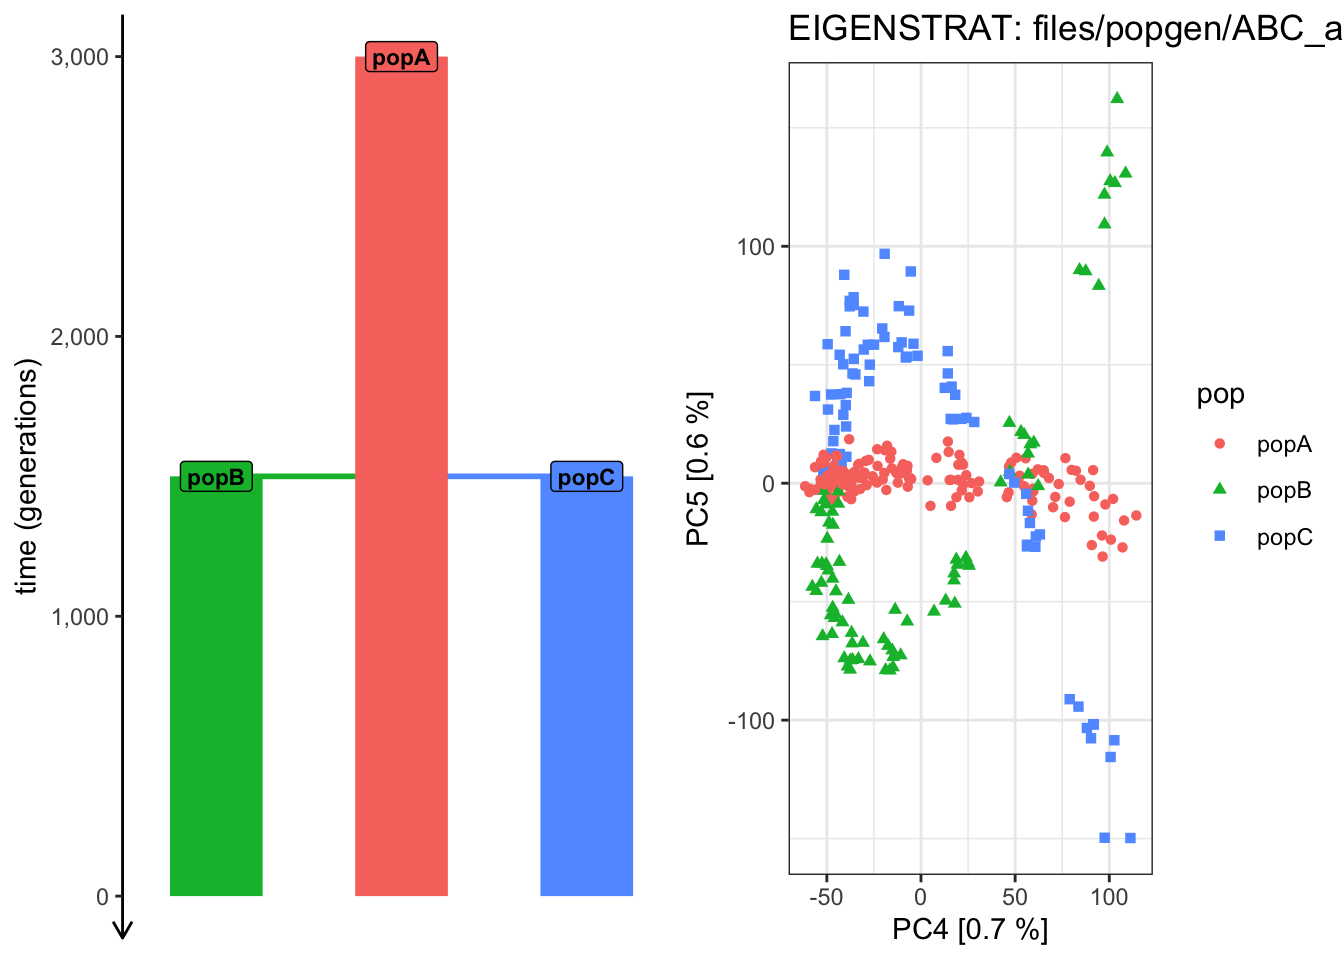 time (generations)
3,000
2,000
1,000
0
popA
popB
popC
EIGENSTRAT: files/popgen/ABC_a
PC5 [0.6 %]
100
0
-100
-50
0
50
100
PC4 [0.7 %]
pop
popA
popB
popC